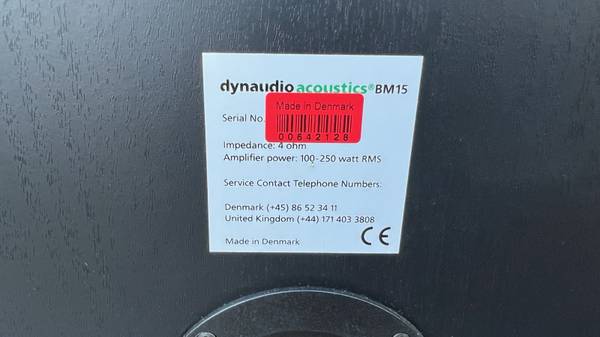 dynaudio acoustics® BM15
Made in Denmark
Serial No.
00642128
Impedance: 4 ohm
Amplifier power: 100-250 watt RMS
Service Contact Telephone Numbers:
Denmark (+45) 86 52 34 11
United Kingdom (+44) 171 403 3808
Made in Denmark CE